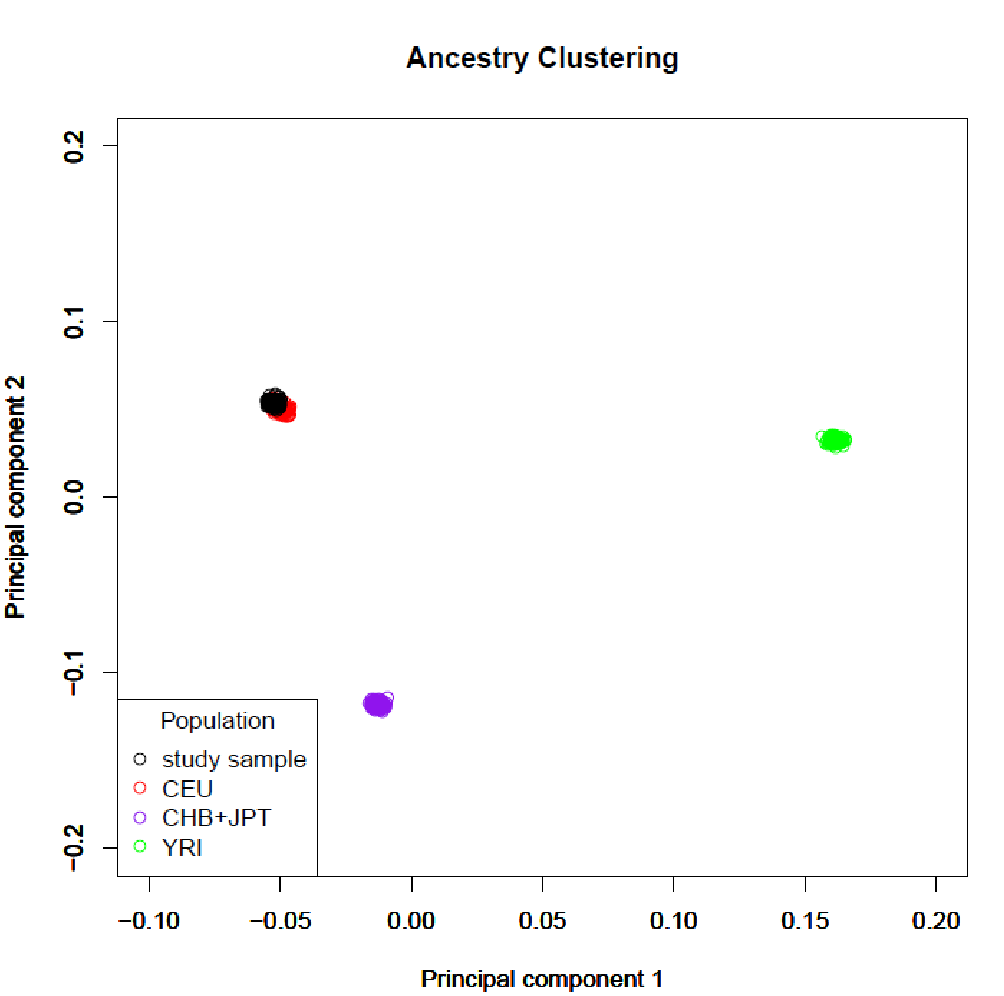 Ancestry Clustering
0.2
0.1
0.0
−0.1
−0.2
Principal component 2
Population
study sample
CEU
CHB+JPT
YRI
−0.10 −0.05 0.00 0.05 0.10 0.15 0.20
Principal component 1